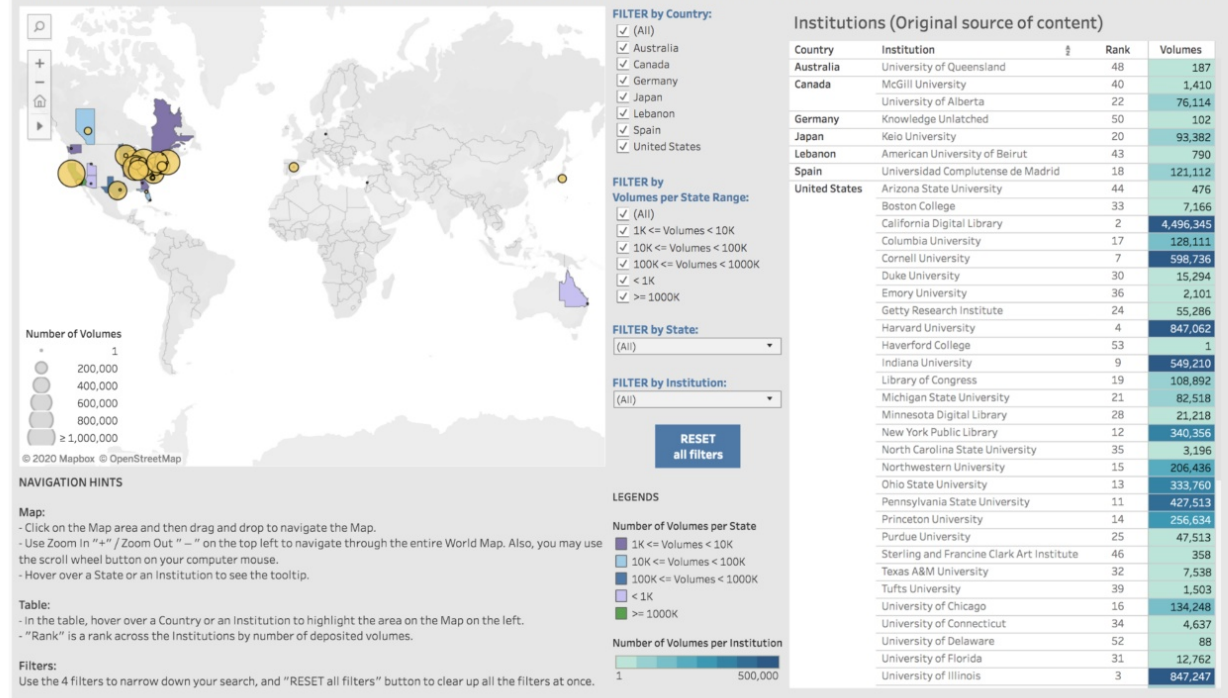 Number of Volumes
1
200,000
400,000
600,000
800,000
≥ 1,000,000
© 2020 Mapbox © OpenStreetMap
NAVIGATION HINTS
Map:
- Click on the Map area and then drag and drop to navigate the Map.
- Use Zoom In "+" / Zoom Out " – " on the top left to navigate through the entire World Map. Also, you may use
the scroll wheel button on your computer mouse.
- Hover over a State or an Institution to see the tooltip.
Table:
- In the table, hover over a Country or an Institution to highlight the area on the Map on the left.
- "Rank" is a rank across the Institutions by number of deposited volumes.
Filters:
Use the 4 filters to narrow down your search, and "RESET all filters" button to clear up all the filters at once.
FILTER by Country:
(All)
Australia
Canada
Germany
Japan
Lebanon
Spain
United States
FILTER by
Volumes per State Range:
(All)
1K <= Volumes < 10K
10K <= Volumes < 100K
100K <= Volumes < 1000K
< 1K
>= 1000K
FILTER by State:
(All)
FILTER by Institution:
(All)
RESET
all filters
LEGENDS
Number of Volumes per State
1K <= Volumes < 10K
10K <= Volumes < 100K
100K <= Volumes < 1000K
< 1K
>= 1000K
Number of Volumes per Institution
1 500,000
Institutions (Original source of content)
Country Institution Rank Volumes
Australia University of Queensland 48 187
Canada McGill University 40 1,410
University of Alberta 22 76,114
Germany Knowledge Unlatched 50 102
Japan Keio University 20 93,382
Lebanon American University of Beirut 43 790
Spain Universidad Complutense de Madrid 18 121,112
United States Arizona State University 44 476
Boston College 33 7,166
California Digital Library 2 4,496,345
Columbia University 17 128,111
Cornell University 7 598,736
Duke University 30 15,294
Emory University 36 2,101
Getty Research Institute 24 55,286
Harvard University 4 847,062
Haverford College 53 1
Indiana University 9 549,210
Library of Congress 19 108,892
Michigan State University 21 82,518
Minnesota Digital Library 28 21,218
New York Public Library 12 340,356
North Carolina State University 35 3,196
Northwestern University 15 206,436
Ohio State University 13 333,760
Pennsylvania State University 11 427,513
Princeton University 14 256,634
Purdue University 25 47,513
Sterling and Francine Clark Art Institute 46 358
Texas A&M University 32 7,538
Tufts University 39 1,503
University of Chicago 16 134,248
University of Connecticut 34 4,637
University of Delaware 52 88
University of Florida 31 12,762
University of Illinois 3 847,247